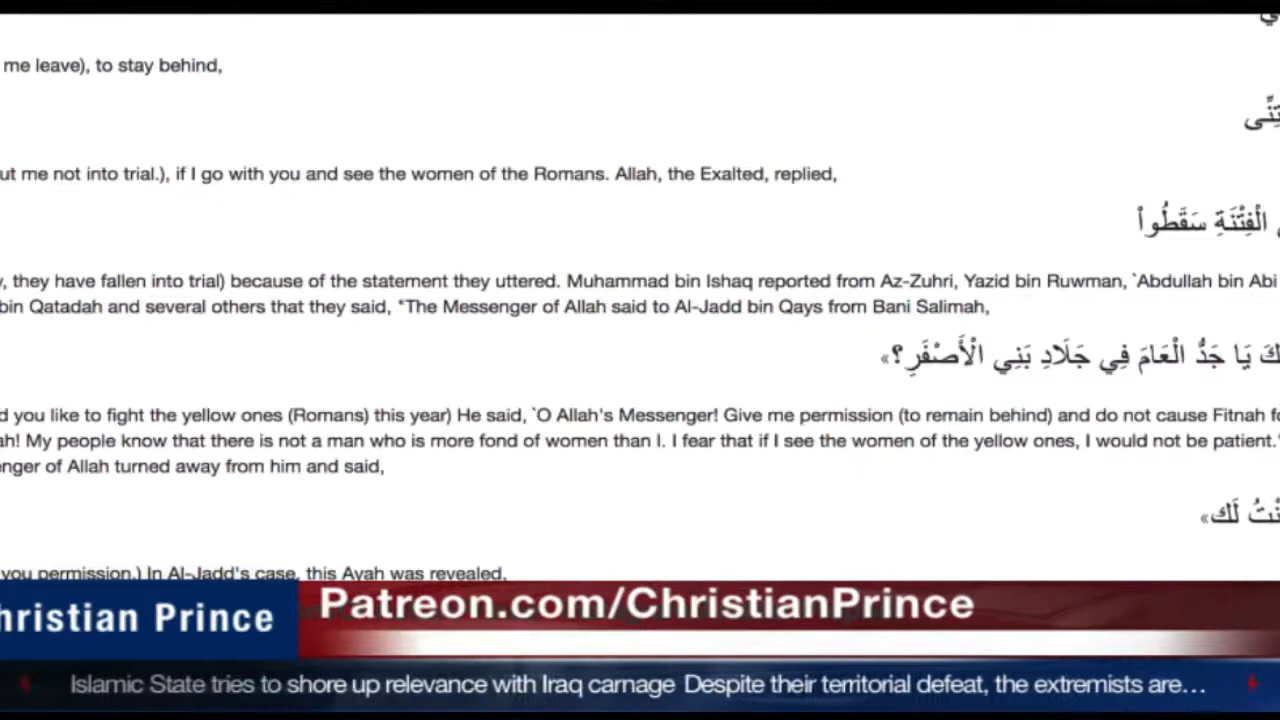 me leave), to stay behind,
ut me not into trial.), if I go with you and see the women of the Romans. Allah, the Exalted, replied,
الْفِتْنَةِ سَقَطُواْ
, they have fallen into trial) because of the statement they uttered. Muhammad bin Ishaq reported from Az-Zuhri, Yazid bin Ruwman, `Abdullah bin Abi
bin Qatadah and several others that they said, "The Messenger of Allah said to Al-Jadd bin Qays from Bani Salimah,
كَ يَا جَدُّ الْعَامَ فِي جَلَادِ بَنِي الْأَصْفَرِ؟»
d you like to fight the yellow ones (Romans) this year) He said, `O Allah's Messenger! Give me permission (to remain behind) and do not cause Fitnah fo
ah! My people know that there is not a man who is more fond of women than I. I fear that if I see the women of the yellow ones, I would not be patient.'
enger of Allah turned away from him and said,
نْتُ لَك»
you permission.) In Al-Jadd's case, this Ayah was revealed,
hristian Prince
Patreon.com/ChristianPrince
Islamic State tries to shore up relevance with Iraq carnage Despite their territorial defeat, the extremists are…